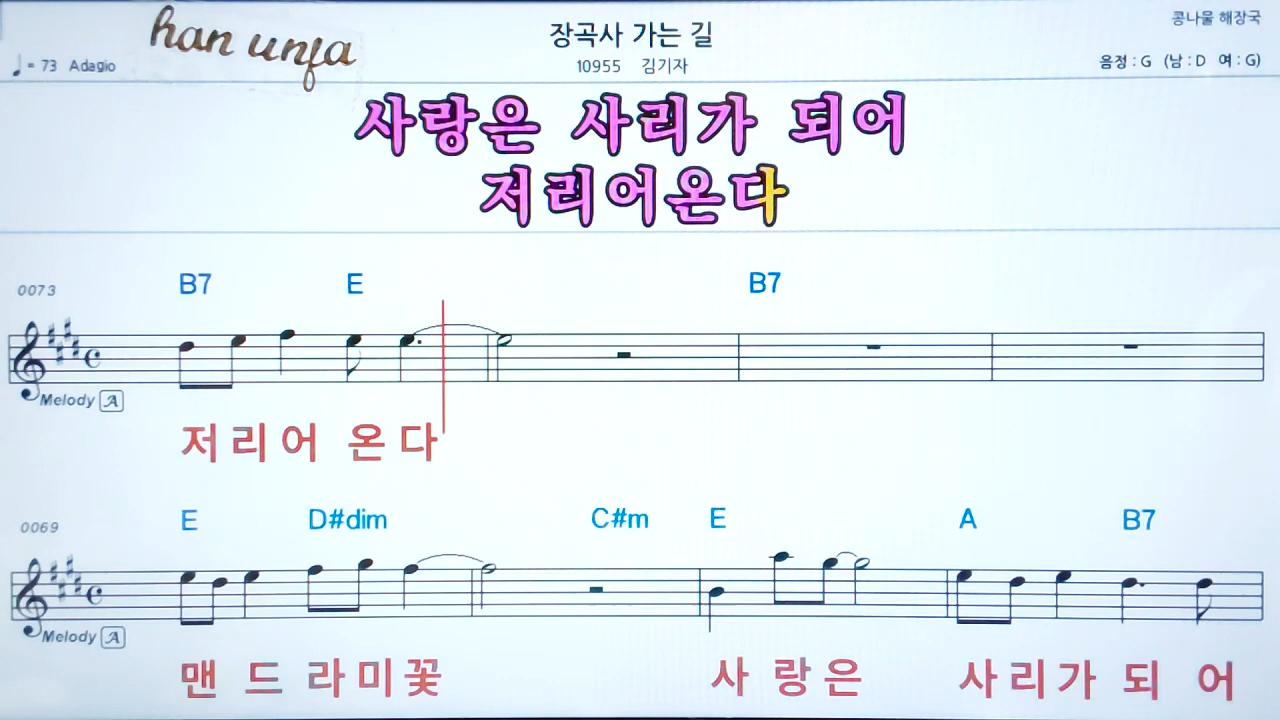 han unfa
장곡사 가는 길
콩나물 해장국
♩= 73 Adagio
10955 김기자
음정 : G (남 : D 여 : G)
사랑은 사리가 되어
저리어온다
0073
B7 E B7
Melody A
저리어 온다
0069
E D#dim C#m E A B7
Melody A
맨 드 라미꽃 사 랑은 사리가 되 어